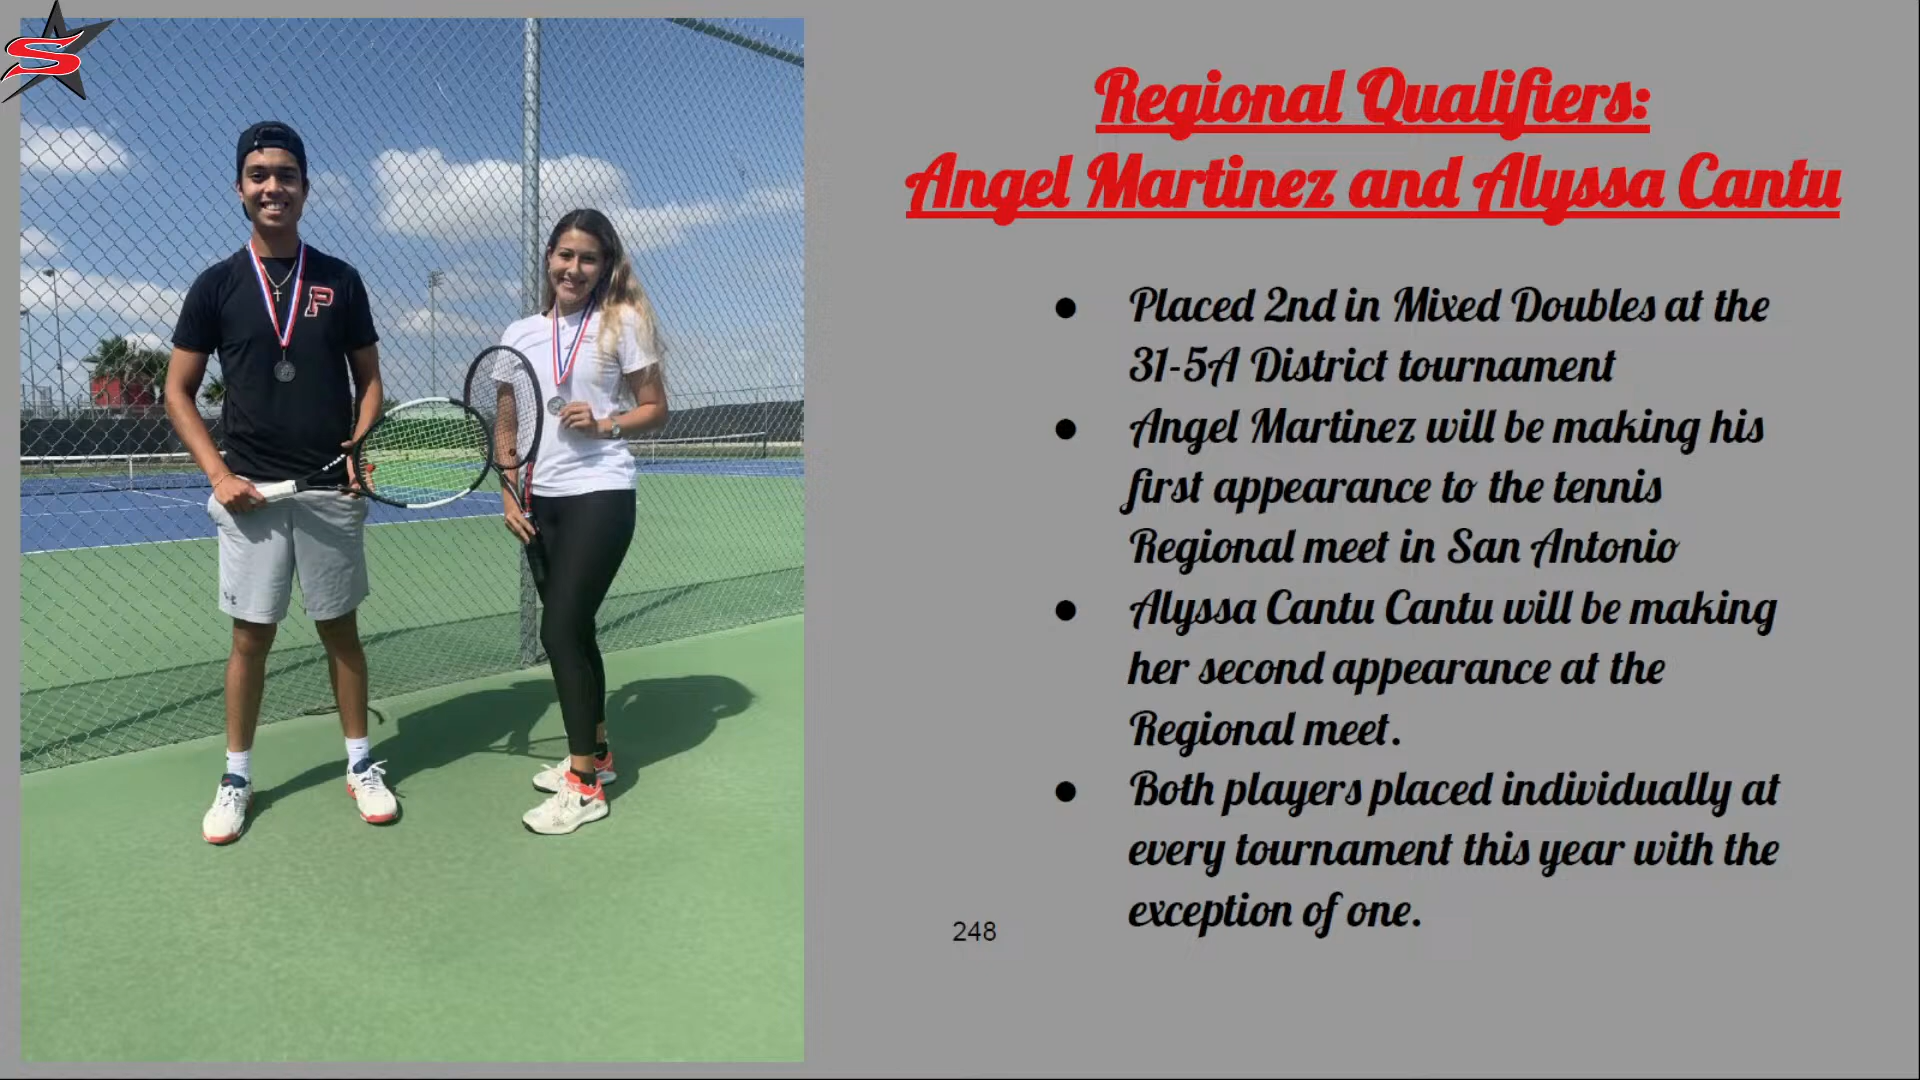 S
Regional Qualifiers:
Angel Martinez and Alyssa Cantu
P
● Placed 2nd in Mixed Doubles at the
31-5A District tournament
● Angel Martinez will be making his
first appearance to the tennis
Regional meet in San Antonio
● Alyssa Cantu Cantu will be making
her second appearance at the
Regional meet.
● Both players placed individually at
every tournament this year with the
exception of one.
248